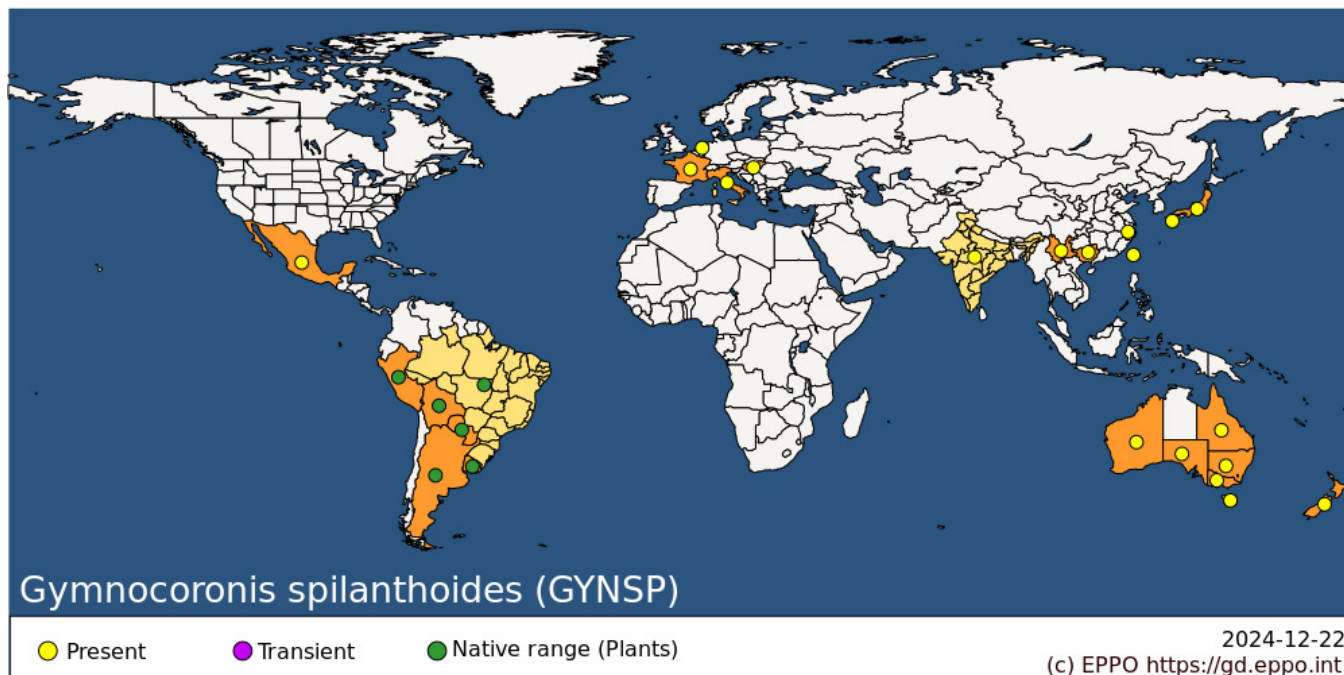 Gymnocoronis spilanthoides (GYNSP)
Present
Transient
Native range (Plants)
2024-12-22
(c) EPPO https://gd.eppo.int